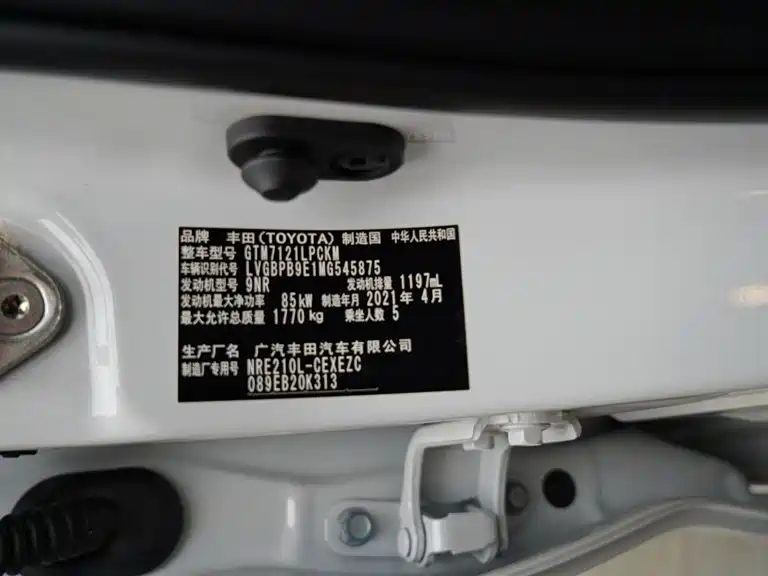 品牌 丰田(TOYOTA) 制造国 中华人民共和国
整车型号 GTM7121LPCKM
车辆识别代号 LVGBPB9E1MG545875
发动机型号 9NR 发动机排量 1197mL
发动机最大净功率 85kW 制造年月 2021年 4月
最大允许总质量 1770kg 乘坐人数 5
生产厂名 广汽丰田汽车有限公司
制造厂专用号 NRE210L-CEXEZC
089EB20K313